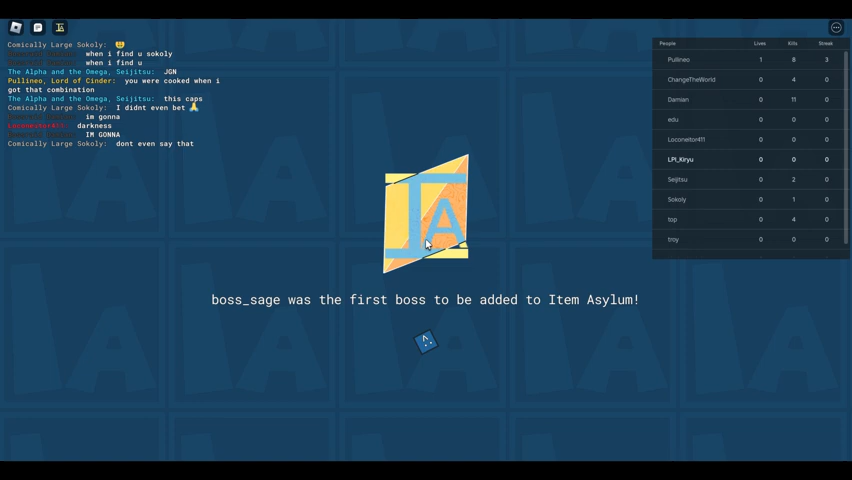 Comically Large Sokoly: 😃
when i find u sokoly
when i find u
The Alpha and the Omega, Seijitsu: JGN
Pullineo, Lord of Cinder: you were cooked when i
got that combination
The Alpha and the Omega, Seijitsu: this caps
Comically Large Sokoly: I didnt even bet 🙏
im gonna
Loconeitor411: darkness
IM GONNA
Comically Large Sokoly: dont even say that
People Lives Kills Streak
Pullineo 1 8 3
ChangeTheWorld 0 4 0
Damian 0 11 0
edu 0 0 0
Loconeitor411 0 0 0
LPI_Kiryu 0 0 0
Seijitsu 0 2 0
Sokoly 0 1 0
top 0 4 0
troy 0 0 0
IA
boss_sage was the first boss to be added to Item Asylum!